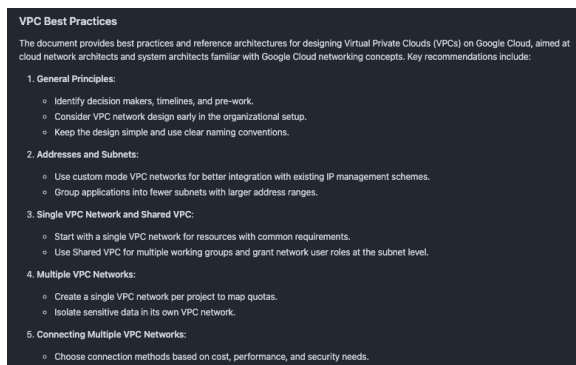 VPC Best Practices
The document provides best practices and reference architectures for designing Virtual Private Clouds (VPCs) on Google Cloud, aimed at
cloud network architects and system architects familiar with Google Cloud networking concepts. Key recommendations include:
1. General Principles:
Identify decision makers, timelines, and pre-work.
Consider VPC network design early in the organizational setup.
Keep the design simple and use clear naming conventions.
2. Addresses and Subnets:
Use custom mode VPC networks for better integration with existing IP management schemes.
Group applications into fewer subnets with larger address ranges.
3. Single VPC Network and Shared VPC:
Start with a single VPC network for resources with common requirements.
Use Shared VPC for multiple working groups and grant network user roles at the subnet level.
4. Multiple VPC Networks:
Create a single VPC network per project to map quotas.
Isolate sensitive data in its own VPC network.
5. Connecting Multiple VPC Networks:
Choose connection methods based on cost, performance, and security needs.